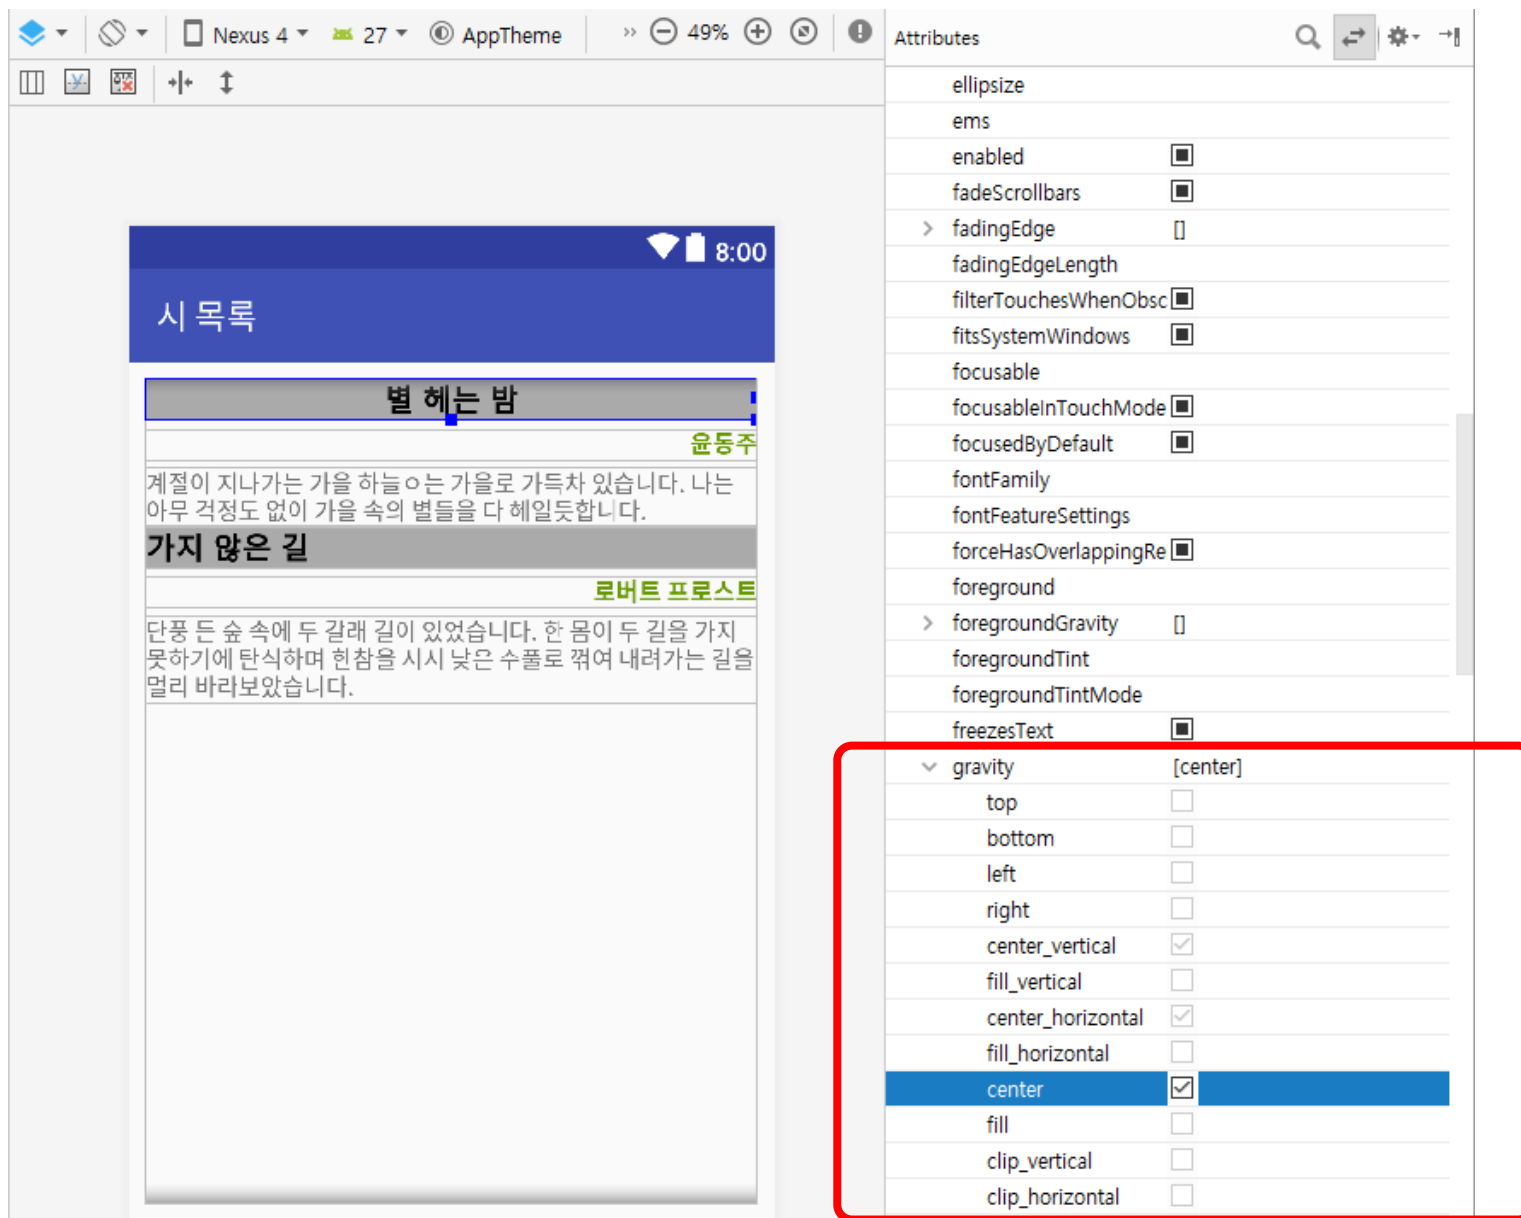 Nexus 4 27 AppTheme » 49%
Attributes
8:00
시 목록
별 헤는 밤
윤동주
계절이 지나가는 가을 하늘ㅇ는 가을로 가득차 있습니다. 나는
아무 걱정도 없이 가을 속의 별들을 다 헤일듯합니다.
가지 않은 길
로버트 프로스트
단풍 든 숲 속에 두 갈래 길이 있었습니다. 한 몸이 두 길을 가지
못하기에 탄식하며 힌참을 시시 낮은 수풀로 꺾여 내려가는 길을
멀리 바라보았습니다.
ellipsize
ems
enabled
fadeScrollbars
fadingEdge []
fadingEdgeLength
filterTouchesWhenObsc
fitsSystemWindows
focusable
focusableInTouchMode
focusedByDefault
fontFamily
fontFeatureSettings
forceHasOverlappingRe
foreground
foregroundGravity []
foregroundTint
foregroundTintMode
freezesText
gravity [center]
top
bottom
left
right
center_vertical
fill_vertical
center_horizontal
fill_horizontal
center
fill
clip_vertical
clip_horizontal